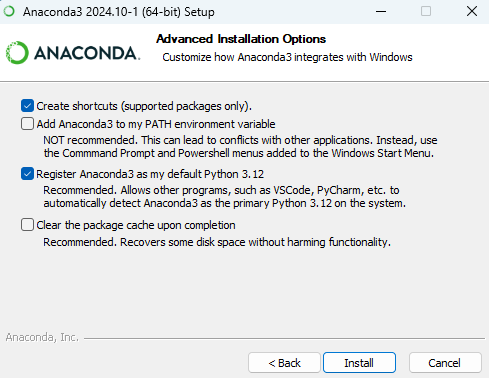 Anaconda3 2024.10-1 (64-bit) Setup
ANACONDA.
Advanced Installation Options
Customize how Anaconda3 integrates with Windows
Create shortcuts (supported packages only).
Add Anaconda3 to my PATH environment variable
NOT recommended. This can lead to conflicts with other applications. Instead, use
the Commmand Prompt and Powershell menus added to the Windows Start Menu.
Register Anaconda3 as my default Python 3.12
Recommended. Allows other programs, such as VSCode, PyCharm, etc. to
automatically detect Anaconda3 as the primary Python 3.12 on the system.
Clear the package cache upon completion
Recommended. Recovers some disk space without harming functionality.
Anaconda, Inc.
< Back
Install
Cancel